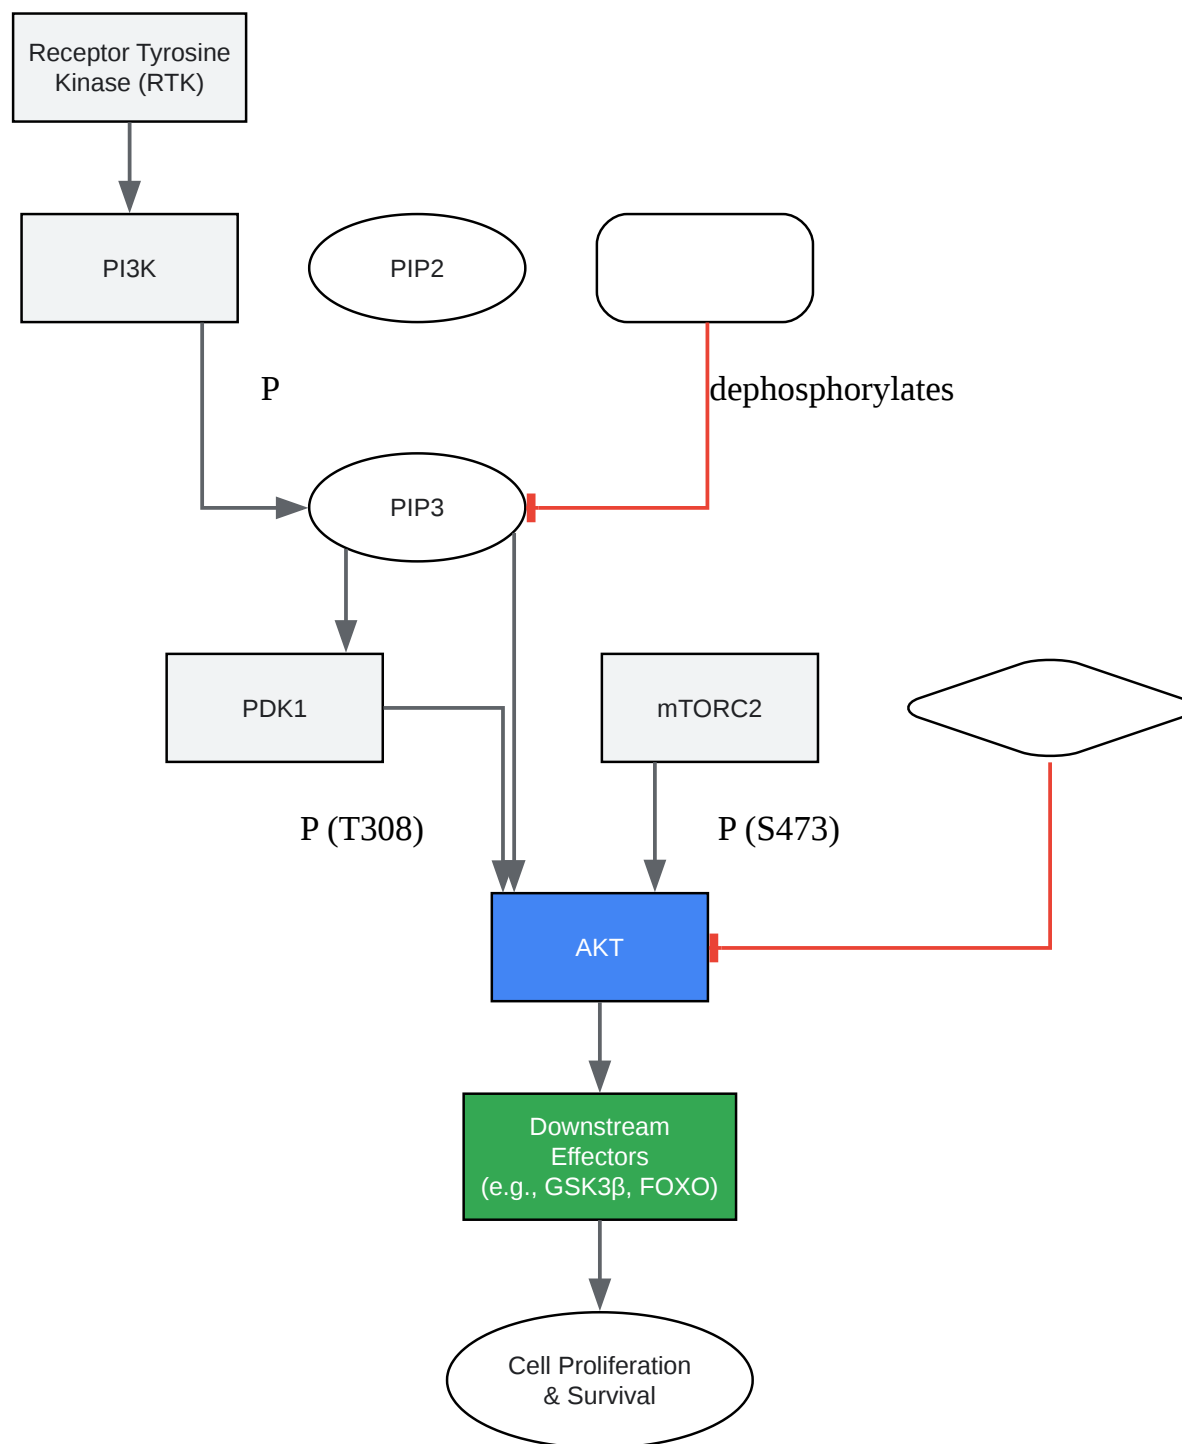 Receptor Tyrosine
Kinase (RTK)
PI3K
PIP2
P
dephosphorylates
PIP3
PDK1
mTORC2
P (T308)
P (S473)
AKT
Downstream
Effectors
(e.g., GSK3β, FOXO)
Cell Proliferation
& Survival